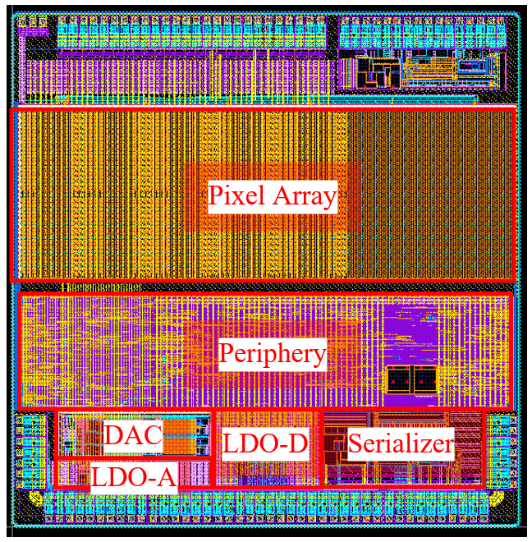 Pixel Array
Periphery
DAC
LDO-D
Serializer
LDO-A